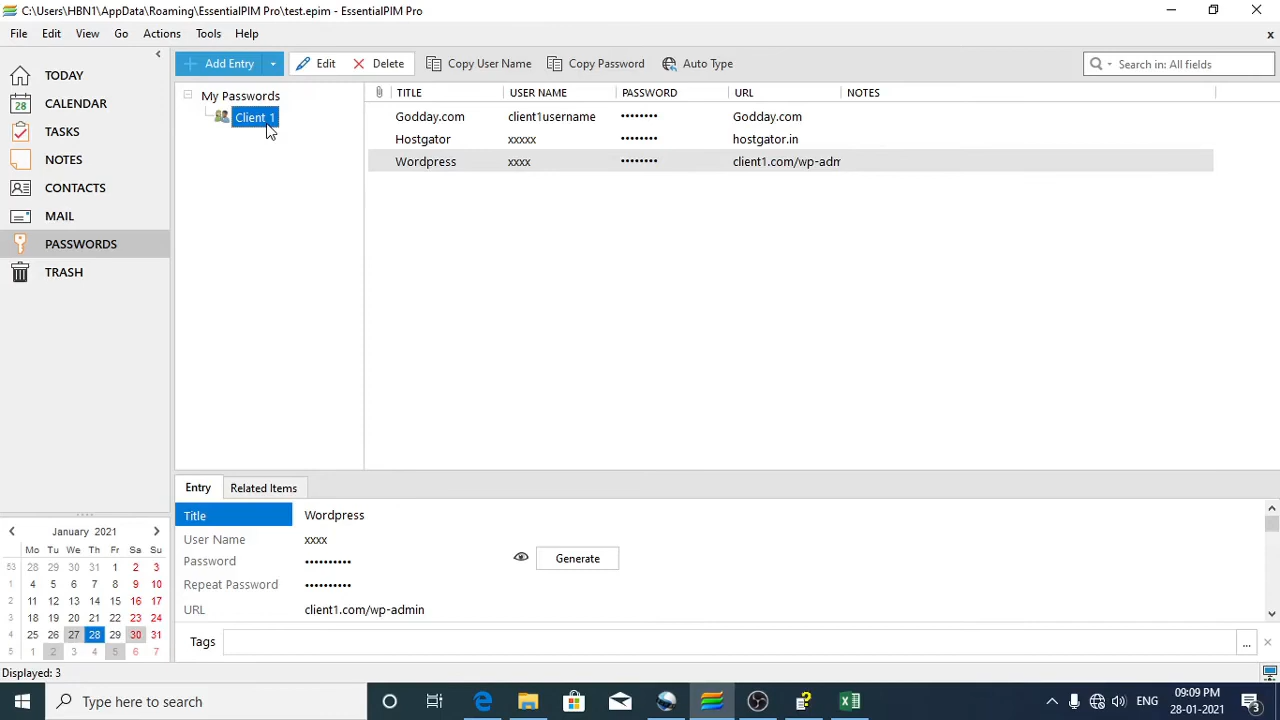 C:\Users\HBN1\AppData\Roaming\EssentialPIM Pro\test.epim - EssentialPIM Pro
File Edit View Go Actions Tools Help x
Add Entry Edit Delete Copy User Name Copy Password Auto Type Search in: All fields
TODAY
CALENDAR
28
TASKS
NOTES
CONTACTS
MAIL
PASSWORDS
TRASH
My Passwords
Client 1
TITLE USER NAME PASSWORD URL NOTES
Godday.com client1username •••••••• Godday.com
Hostgator xxxxx •••••••• hostgator.in
Wordpress xxxx •••••••• client1.com/wp-adm
Entry Related Items
Title Wordpress
User Name xxxx
Password •••••••••• Generate
Repeat Password ••••••••••
URL client1.com/wp-admin
Tags ...
January 2021
Mo Tu We Th Fr Sa Su
53 28 29 30 31 1 2 3
1 4 5 6 7 8 9 10
2 11 12 13 14 15 16 17
3 18 19 20 21 22 23 24
4 25 26 27 28 29 30 31
5 1 2 3 4 5 6 7
Displayed: 3
Type here to search
ENG
09:09 PM
28-01-2021
3